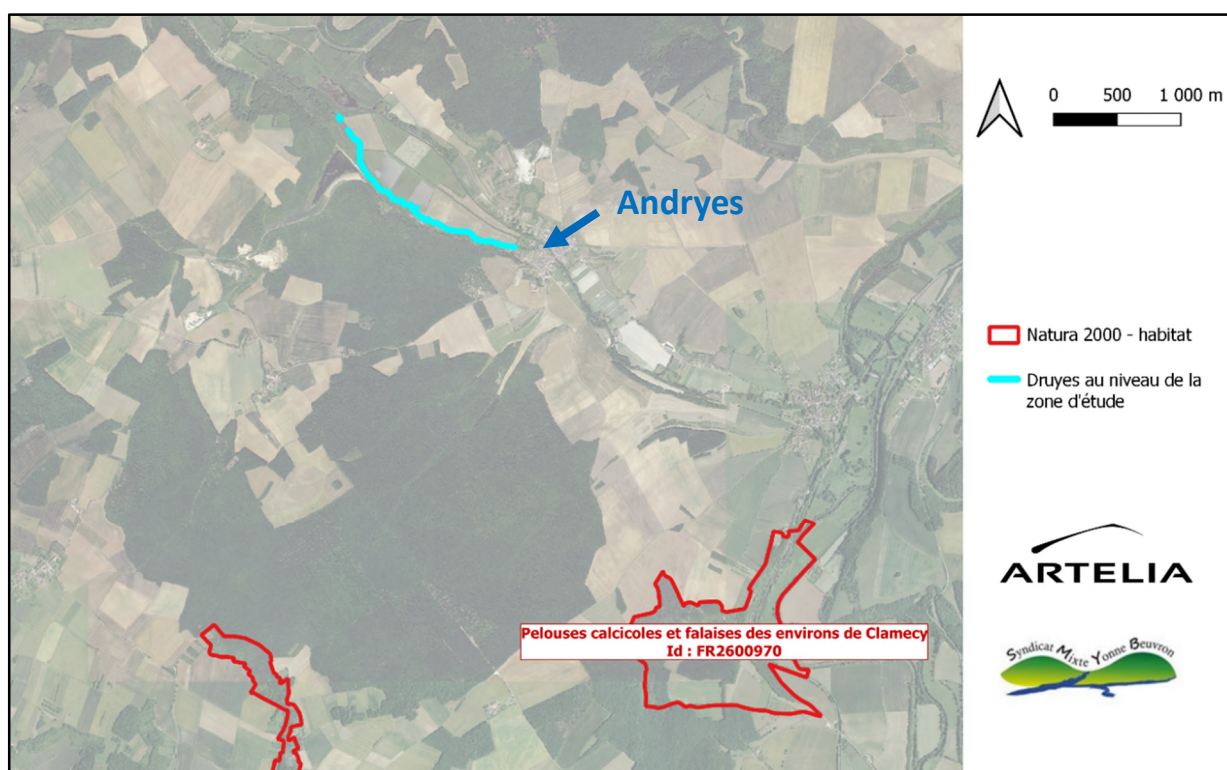 Andryes
Pelouses calcicoles et falaises des environs de Clamecy
Id : FR2600970
0 500 1 000 m
Natura 2000 - habitat
Druyes au niveau de la
zone d'étude
ARTELIA
Syndicat Mixte Yonne Beuvron